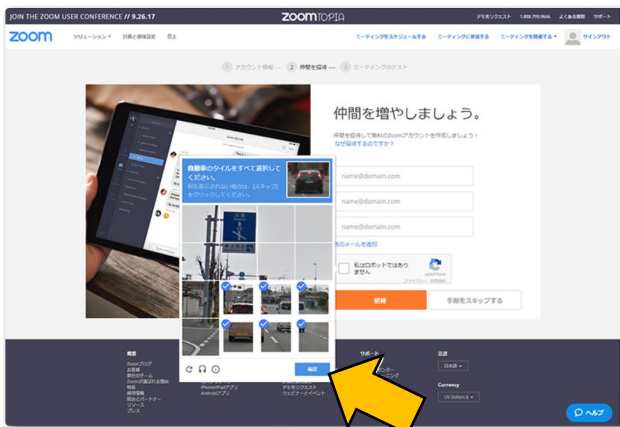 JOIN THE ZOOM USER CONFERENCE // 9.26.17
ZOOMTOPIA
デモをリクエスト 1.888.799.9666 よくある質問 サポート
zoom
ソリューション
計画と価格設定
売上
ミーティングをスケジュールする
ミーティングに参加する
ミーティングを開催する
サインアウト
1 アカウント情報 — 2 仲間を招待 — 3 ミーティングのテスト
仲間を増やしましょう。
仲間を招待して無料のZoomアカウントを作成しましょう！
なぜ招待するのですか？
自動車のタイルをすべて選択して
ください。
何も表示されない場合は、[スキップ]
をクリックしてください。
name@domain.com
name@domain.com
name@domain.com
のメールを追加
私はロボットではあり
ません
reCAPTCHA
招待
手順をスキップする
確認
概要
Zoomブログ
お客様
弊社のチーム
Zoomが選ばれる理由
特長
リソース
プレス
iPhone/iPadアプリ
Androidアプリ
サポート
デモをリクエスト
ウェビナーとイベント
言語
日本語
Currency
US Dollars $
ヘルプ